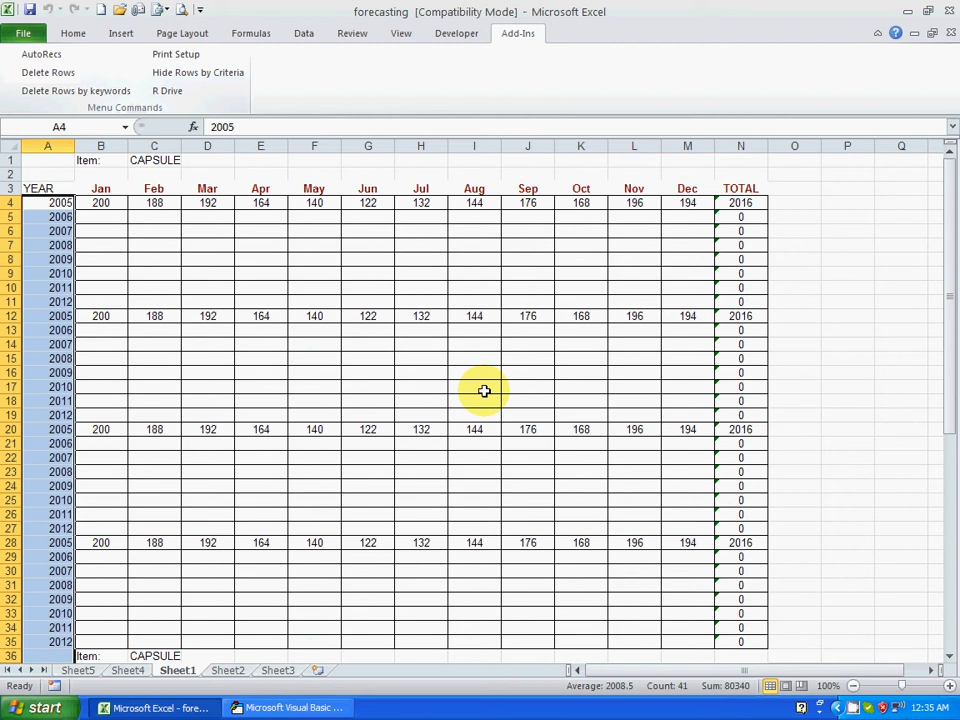 forecasting [Compatibility Mode] - Microsoft Excel
File Home Insert Page Layout Formulas Data Review View Developer Add-Ins
AutoRecs Print Setup
Delete Rows Hide Rows by Criteria
Delete Rows by keywords R Drive
Menu Commands
A4 fx 2005
A B C D E F G H I J K L M N O P Q
1 Item: CAPSULE
2
3 YEAR Jan Feb Mar Apr May Jun Jul Aug Sep Oct Nov Dec TOTAL
4 2005 200 188 192 164 140 122 132 144 176 168 196 194 2016
5 2006 0
6 2007 0
7 2008 0
8 2009 0
9 2010 0
10 2011 0
11 2012 0
12 2005 200 188 192 164 140 122 132 144 176 168 196 194 2016
13 2006 0
14 2007 0
15 2008 0
16 2009 0
17 2010 0
18 2011 0
19 2012 0
20 2005 200 188 192 164 140 122 132 144 176 168 196 194 2016
21 2006 0
22 2007 0
23 2008 0
24 2009 0
25 2010 0
26 2011 0
27 2012 0
28 2005 200 188 192 164 140 122 132 144 176 168 196 194 2016
29 2006 0
30 2007 0
31 2008 0
32 2009 0
33 2010 0
34 2011 0
35 2012 0
36 Item: CAPSULE
Sheet5 Sheet4 Sheet1 Sheet2 Sheet3
Ready Average: 2008.5 Count: 41 Sum: 80340 100%
start Microsoft Excel - fore... Microsoft Visual Basic ... 12:35 AM